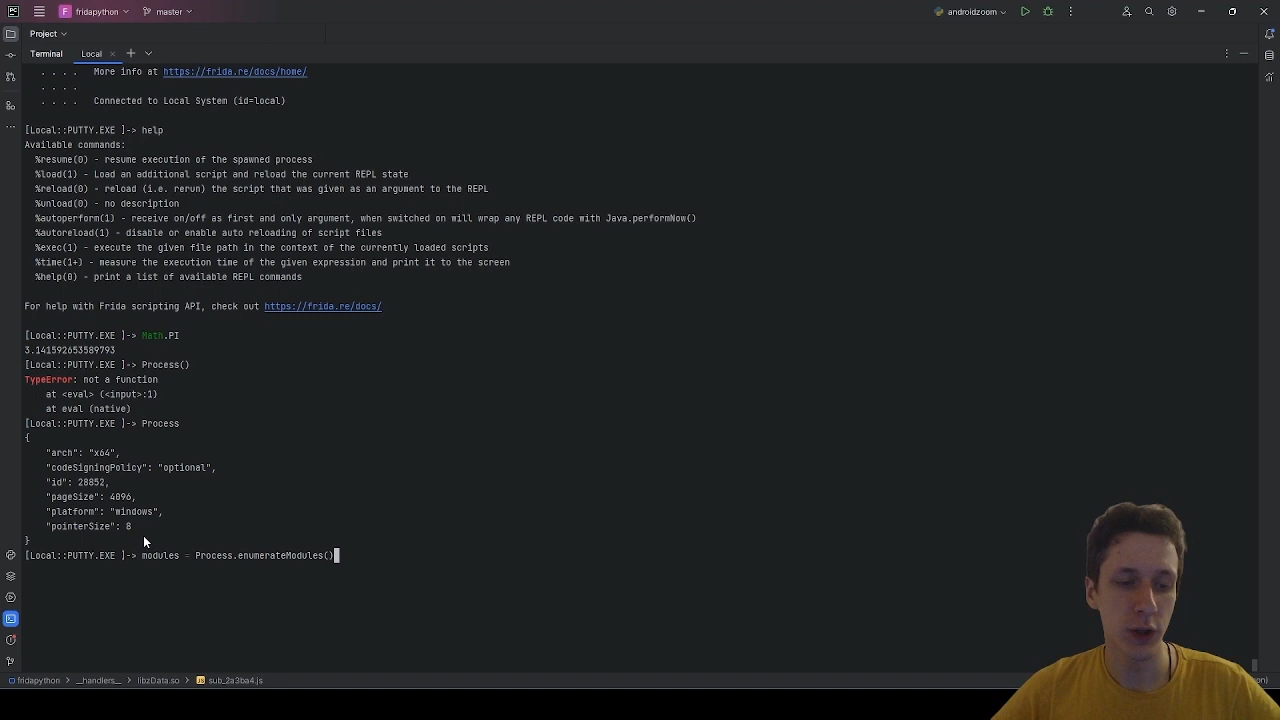 PC
F
fridapython
master
androidzoom
Project
Terminal
Local
. . . .   More info at https://frida.re/docs/home/
. . . .
. . . .   Connected to Local System (id=local)
[Local::PUTTY.EXE ]-> help
Available commands:
%resume(0) - resume execution of the spawned process
%load(1) - Load an additional script and reload the current REPL state
%reload(0) - reload (i.e. rerun) the script that was given as an argument to the REPL
%unload(0) - no description
%autoperform(1) - receive on/off as first and only argument, when switched on will wrap any REPL code with Java.performNow()
%autoreload(1) - disable or enable auto reloading of script files
%exec(1) - execute the given file path in the context of the currently loaded scripts
%time(1+) - measure the execution time of the given expression and print it to the screen
%help(0) - print a list of available REPL commands
For help with Frida scripting API, check out https://frida.re/docs/
[Local::PUTTY.EXE ]-> Math.PI
3.141592653589793
[Local::PUTTY.EXE ]-> Process()
TypeError: not a function
at <eval> (<input>:1)
at eval (native)
[Local::PUTTY.EXE ]-> Process
{
"arch": "x64",
"codeSigningPolicy": "optional",
"id": 28852,
"pageSize": 4096,
"platform": "windows",
"pointerSize": 8
}
[Local::PUTTY.EXE ]-> modules = Process.enumerateModules()
fridapython > __handlers__ > libzData.so > sub_2a3ba4.js